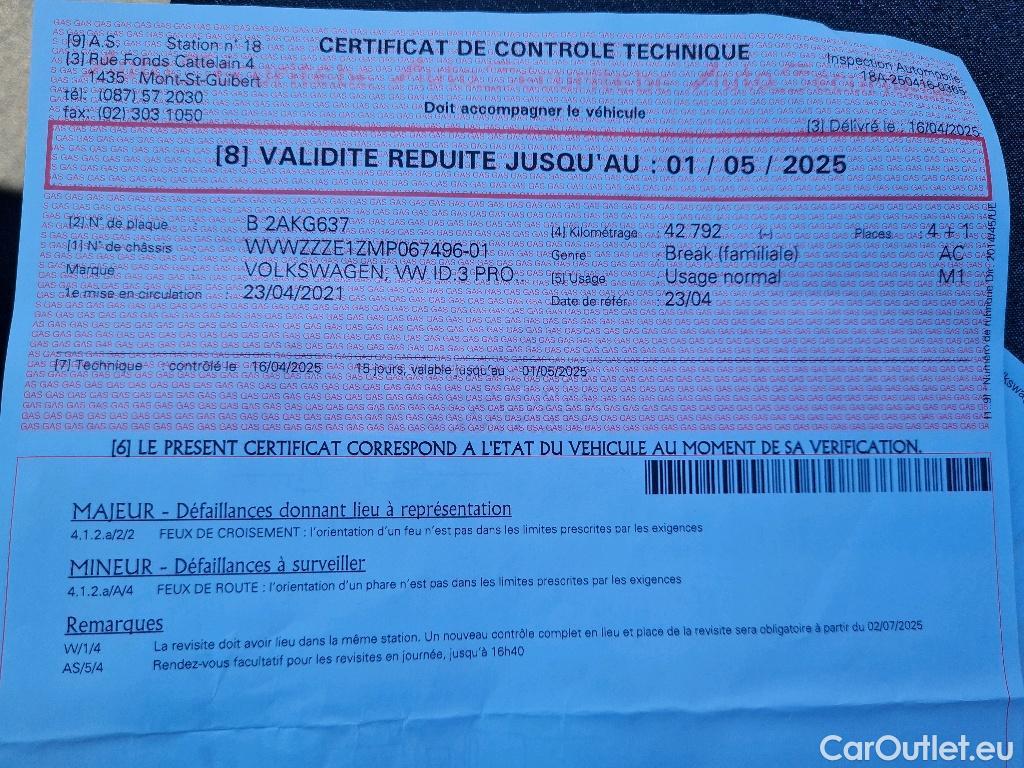 [9] A.S. Station n° 18
[3] Rue Fonds Cattelain 4
1435 Mont-St-Guibert
tél. (087) 57 2030
fax: (02) 303 1050
CERTIFICAT DE CONTROLE TECHNIQUE
Doit accompagner le véhicule
Inspection Automobile
18A-250416-0365
[3] Délivré le : 16/04/2025
[8] VALIDITE REDUITE JUSQU'AU : 01 / 05 / 2025
[2] N° de plaque B 2AKG637
[1] N° de châssis WVWZZZE1ZMP067496-01
Marque VOLKSWAGEN, VW ID.3 PRO
1e mise en circulation 23/04/2021
[4] Kilométrage 42.792 (-) Places 4 + 1
Genre Break (familiale) AC
[5] Usage Usage normal M1
Date de référ. 23/04
[7] Technique : contrôlé le 16/04/2025 15 jours, valable jusqu'au 01/05/2025
[6] LE PRESENT CERTIFICAT CORRESPOND A L'ETAT DU VEHICULE AU MOMENT DE SA VERIFICATION.
MAJEUR - Défaillances donnant lieu à représentation
4.1.2.a/2/2 FEUX DE CROISEMENT : l'orientation d'un feu n'est pas dans les limites prescrites par les exigences
MINEUR - Défaillances à surveiller
4.1.2.a/A/4 FEUX DE ROUTE : l'orientation d'un phare n'est pas dans les limites prescrites par les exigences
Remarques
W/1/4 La revisite doit avoir lieu dans la même station. Un nouveau contrôle complet en lieu et place de la revisite sera obligatoire à partir du 02/07/2025
AS/5/4 Rendez-vous facultatif pour les revisites en journée, jusqu'à 16h40
CarOutlet.eu